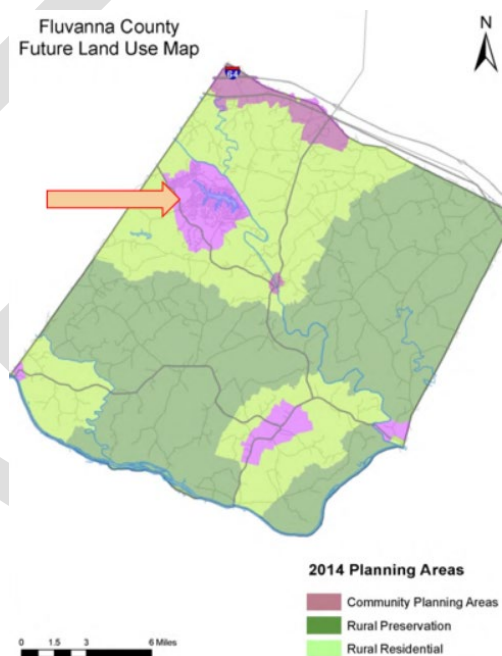 Fluvanna County
Future Land Use Map
N
64
2014 Planning Areas
Community Planning Areas
Rural Preservation
Rural Residential
0 1.5 3 6 Miles